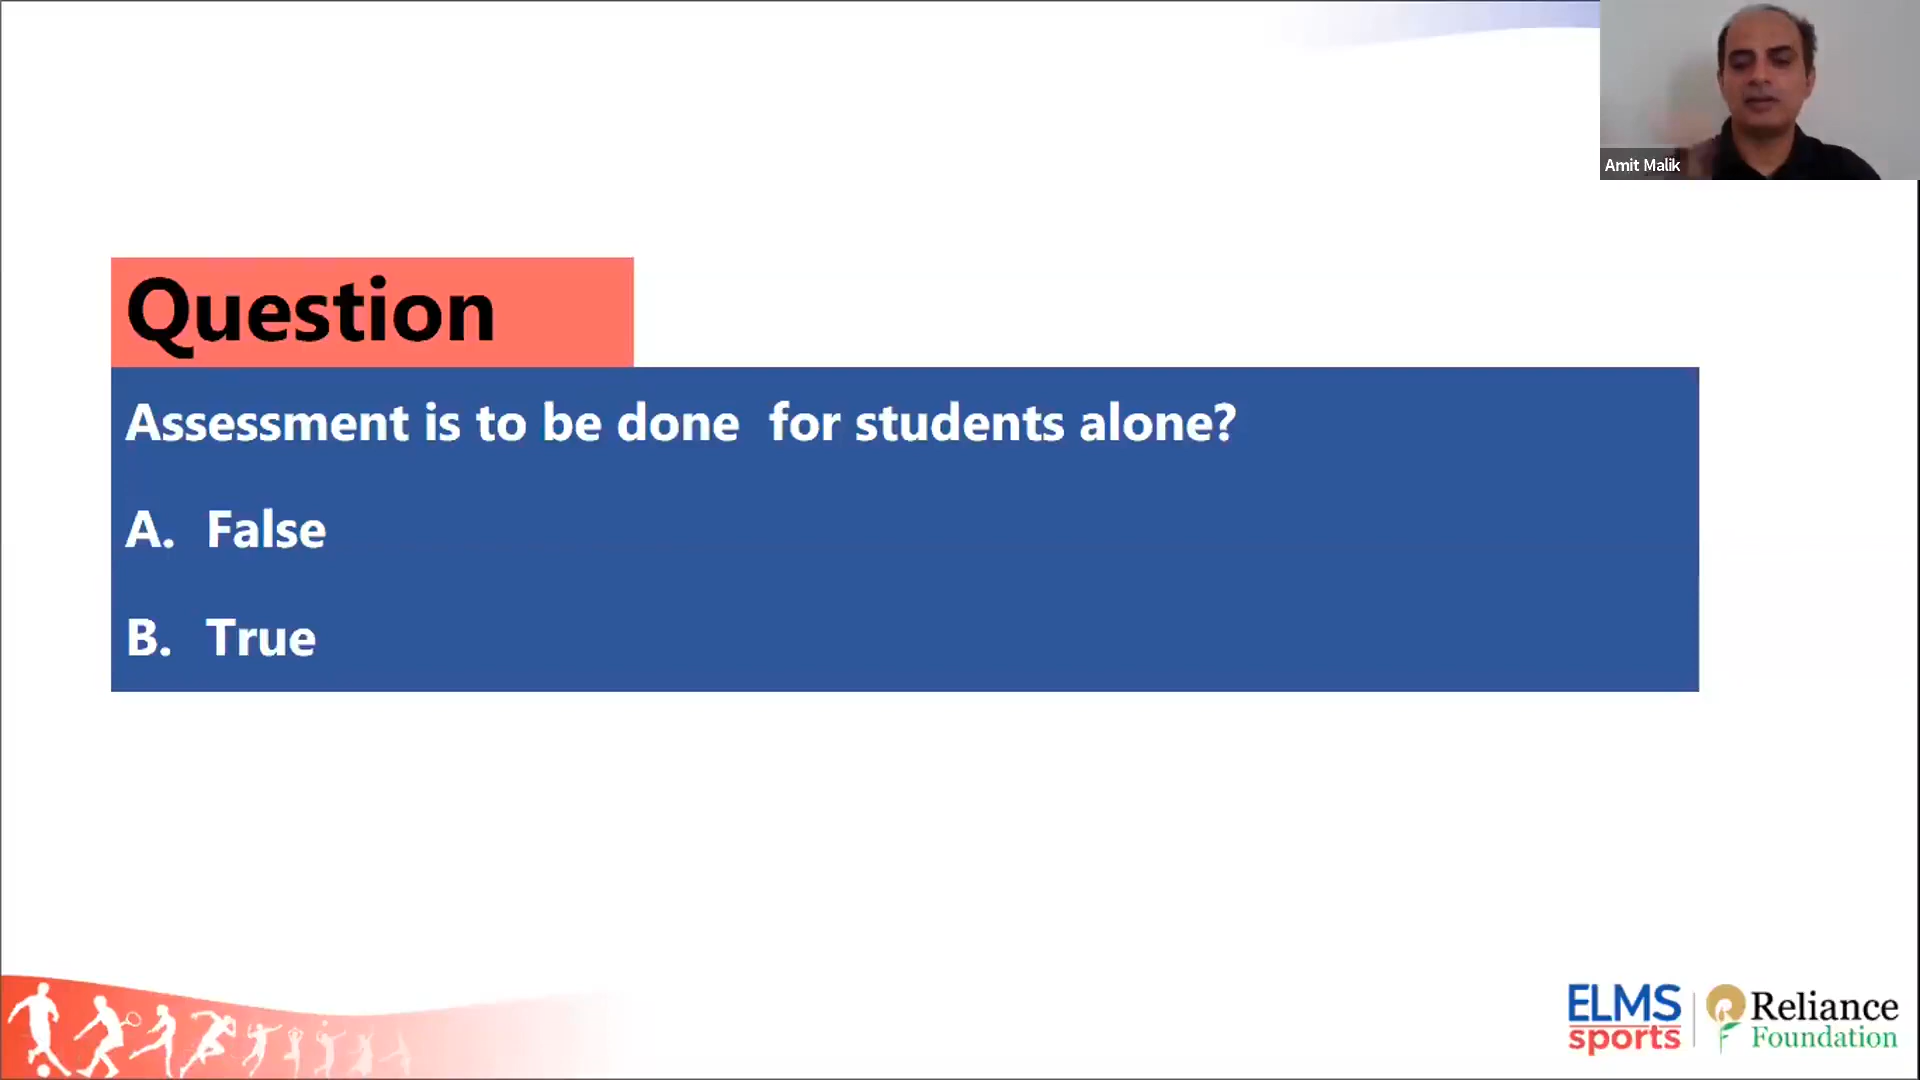 Amit Malik
Question
Assessment is to be done  for students alone?
A. False
B. True
ELMS
sports
Reliance
Foundation